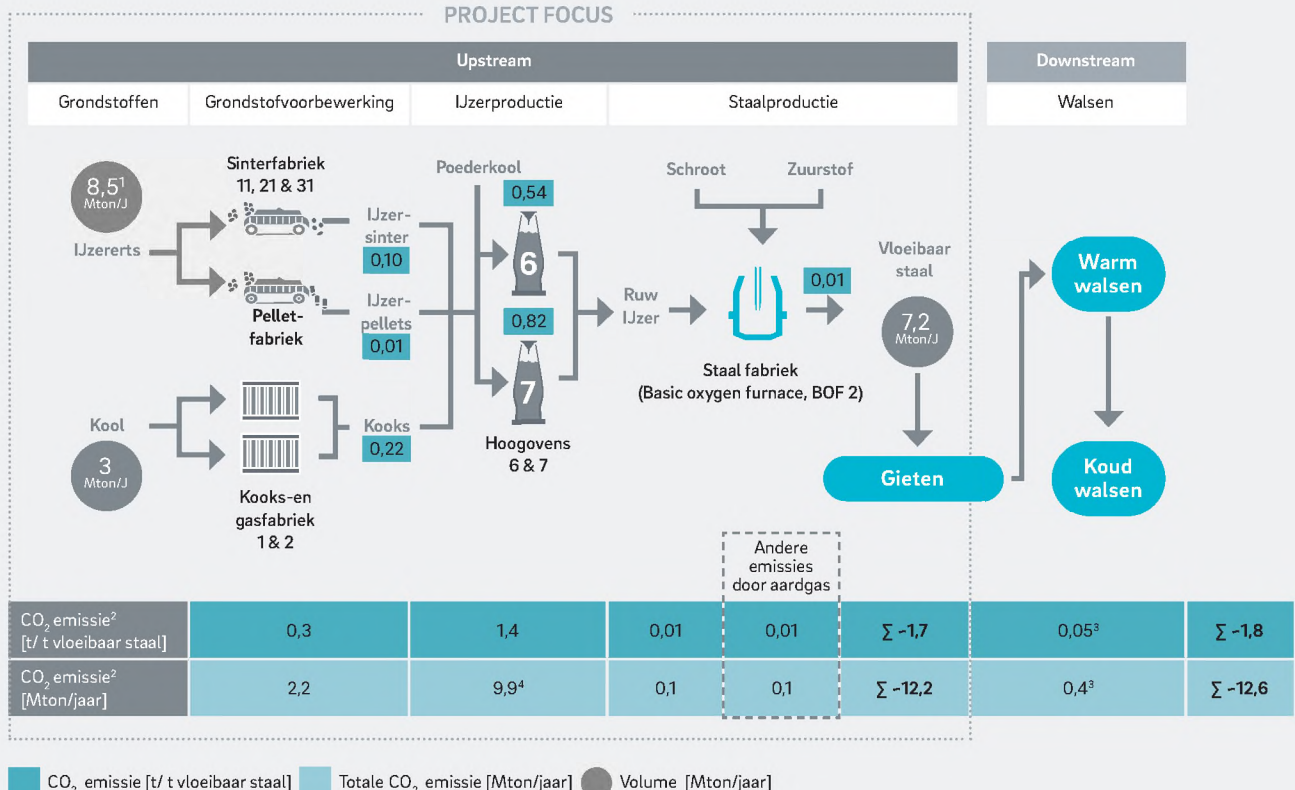 PROJECT FOCUS
Upstream
Downstream
Grondstoffen
Grondstofvoorbewerking
IJzerproductie
Staalproductie
Walsen
8,5¹
Mton/J
IJzererts
Sinterfabriek
11, 21 & 31
IJzer-
sinter
0,10
Pellet-
fabriek
IJzer-
pellets
0,01
Kool
3
Mton/J
Kooks
0,22
Kooks-en
gasfabriek
1 & 2
Poederkool
0,54
6
0,82
7
Hoogovens
6 & 7
Ruw
IJzer
Schroot
Zuurstof
0,01
Staal fabriek
(Basic oxygen furnace, BOF 2)
Vloeibaar
staal
7,2
Mton/J
Gieten
Warm
walsen
Koud
walsen
Andere
emissies
door aardgas
CO₂ emissie²
[t/ t vloeibaar staal]
0,3
1,4
0,01
0,01
∑ ~1,7
0,05³
∑ ~1,8
CO₂ emissie²
[Mton/jaar]
2,2
9,9⁴
0,1
0,1
∑ ~12,2
0,4³
∑ ~12,6
CO₂ emissie [t/ t vloeibaar staal]
Totale CO₂ emissie [Mton/jaar]
Volume [Mton/jaar]